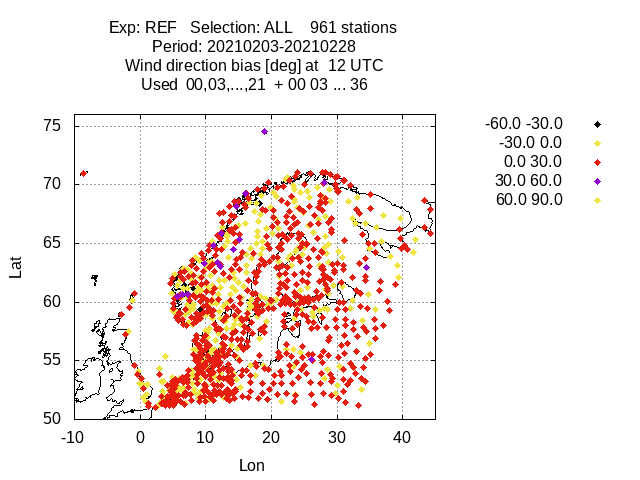 Exp: REF   Selection: ALL    961 stations
Period: 20210203-20210228
Wind direction bias [deg] at  12 UTC
Used  00,03,...,21  + 00 03 ... 36
-60.0 -30.0
-30.0 0.0
0.0 30.0
30.0 60.0
60.0 90.0
75
70
65
60
55
50
Lat
-10 0 10 20 30 40
Lon